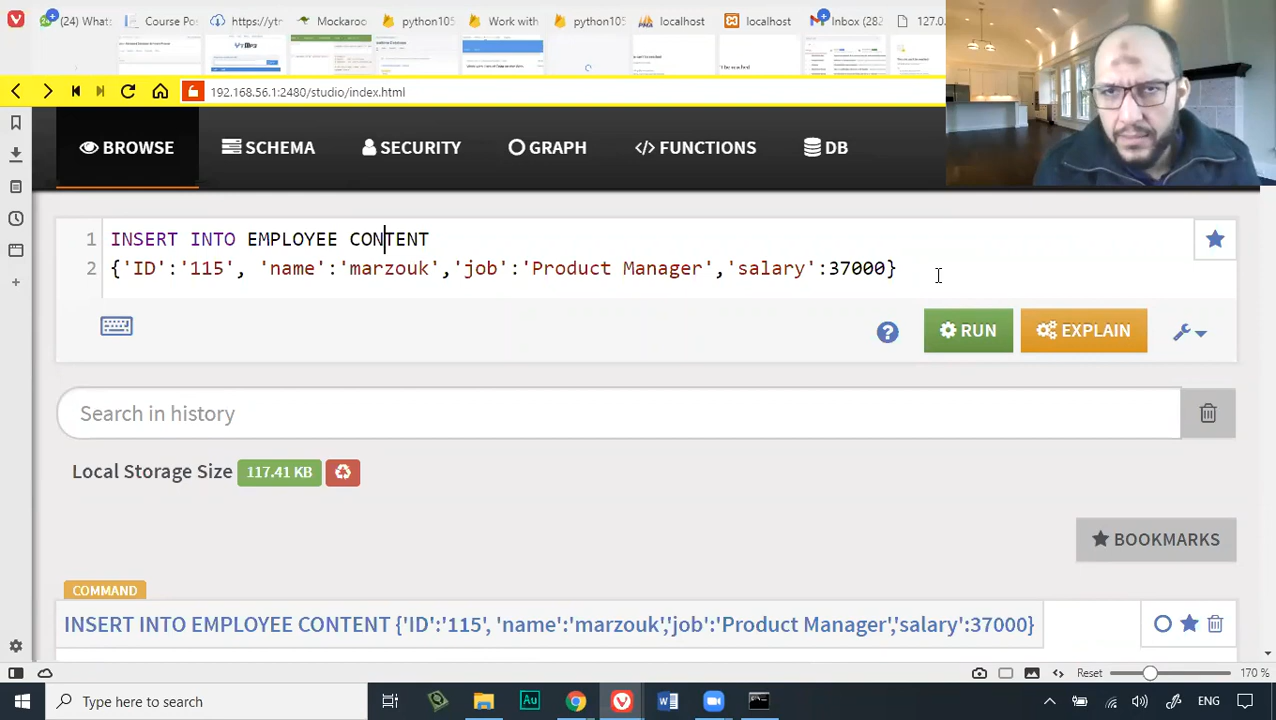 (24) What:
Course Pos
https://ytm
Mockaroo
python105
Work with
python105
localhost
localhost
Inbox (282
127.0.
192.168.56.1:2480/studio/index.html
BROWSE
SCHEMA
SECURITY
GRAPH
</> FUNCTIONS
DB
1 INSERT INTO EMPLOYEE CONTENT
2 {'ID':'115', 'name':'marzouk','job':'Product Manager','salary':37000}
?
RUN
EXPLAIN
Search in history
Local Storage Size 117.41 KB
BOOKMARKS
COMMAND
INSERT INTO EMPLOYEE CONTENT {'ID':'115', 'name':'marzouk','job':'Product Manager','salary':37000}
Reset
170 %
Type here to search
Au
ENG